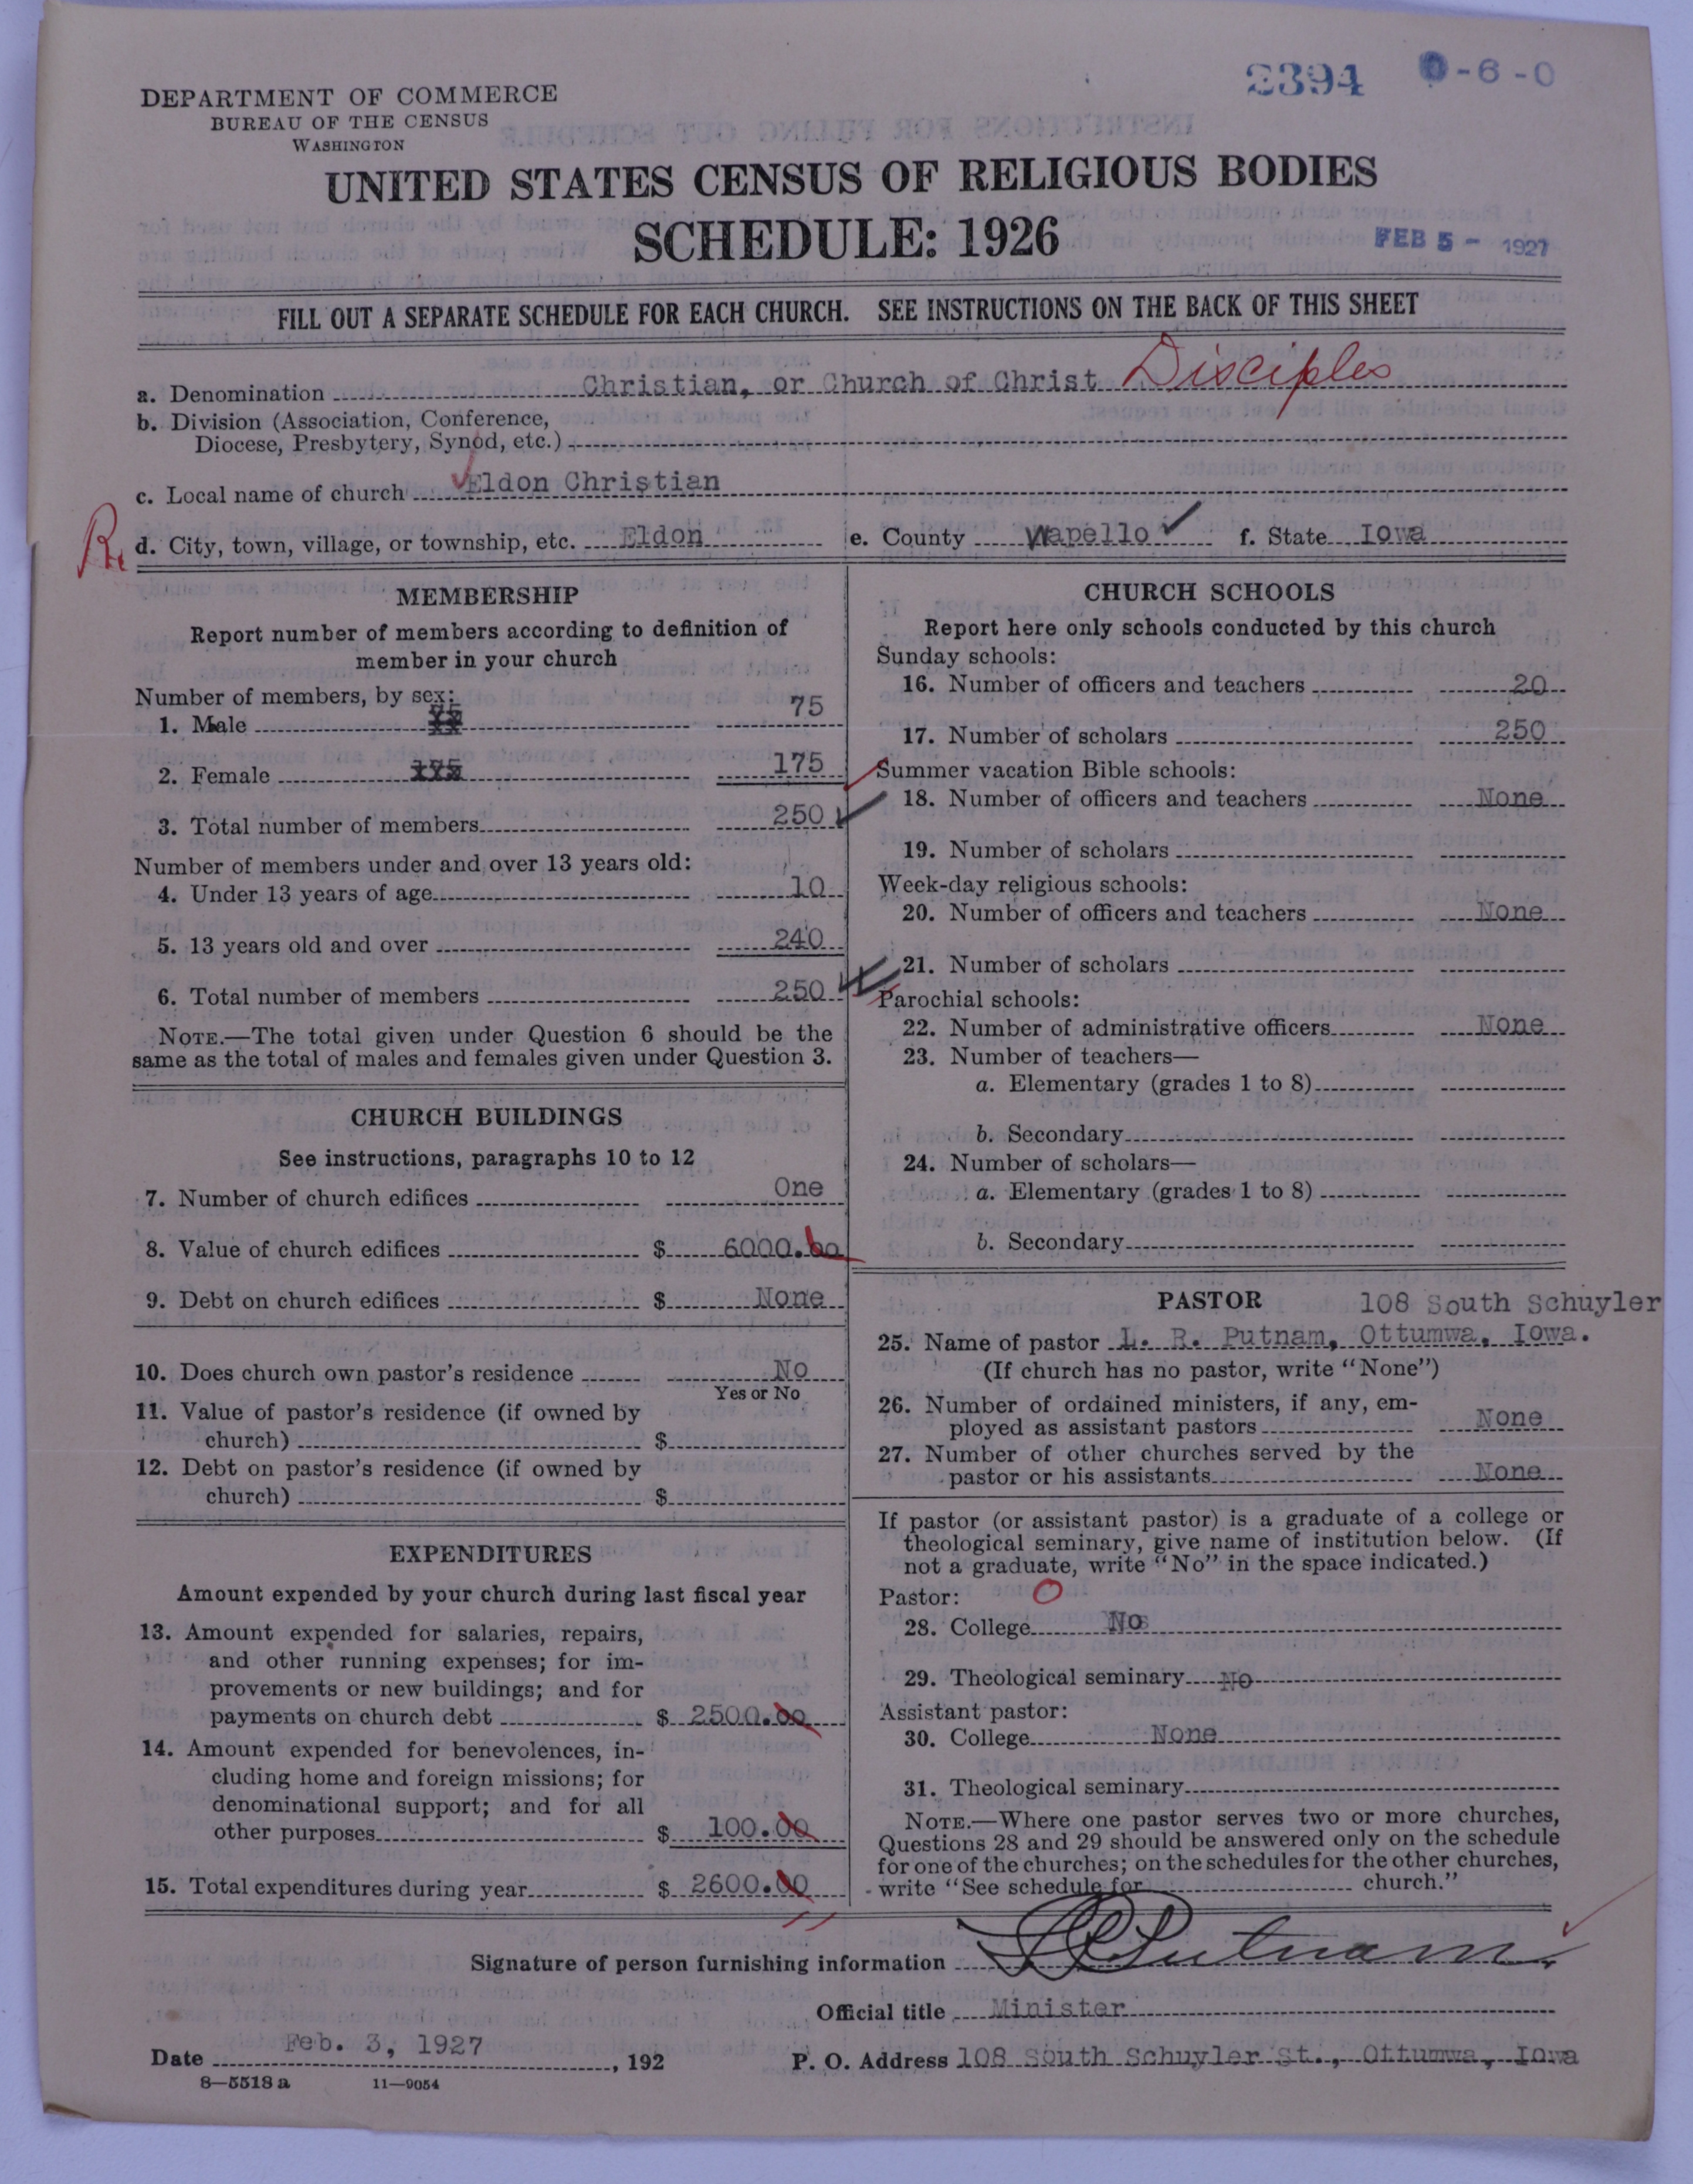 2394 0-6-0
DEPARTMENT OF COMMERCE
BUREAU OF THE CENSUS
WASHINGTON
UNITED STATES CENSUS OF RELIGIOUS BODIES
SCHEDULE: 1926
FEB 5 - 1927
FILL OUT A SEPARATE SCHEDULE FOR EACH CHURCH. SEE INSTRUCTIONS ON THE BACK OF THIS SHEET
a. Denomination Christian, or Church of Christ Disciples
b. Division (Association, Conference,
Diocese, Presbytery, Synod, etc.)
c. Local name of church Eldon Christian
d. City, town, village, or township, etc. Eldon e. County Wapello f. State Iowa
MEMBERSHIP
Report number of members according to definition of
member in your church
Number of members, by sex:
1. Male 75
2. Female 175
3. Total number of members 250
Number of members under and over 13 years old:
4. Under 13 years of age 10
5. 13 years old and over 240
6. Total number of members 250
NOTE.—The total given under Question 6 should be the
same as the total of males and females given under Question 3.
CHURCH BUILDINGS
See instructions, paragraphs 10 to 12
7. Number of church edifices One
8. Value of church edifices $ 6000.00
9. Debt on church edifices $ None
10. Does church own pastor's residence No
Yes or No
11. Value of pastor's residence (if owned by
church) $
12. Debt on pastor's residence (if owned by
church) $
EXPENDITURES
Amount expended by your church during last fiscal year
13. Amount expended for salaries, repairs,
and other running expenses; for im-
provements or new buildings; and for
payments on church debt $ 2500.00
14. Amount expended for benevolences, in-
cluding home and foreign missions; for
denominational support; and for all
other purposes $ 100.00
15. Total expenditures during year $ 2600.00
CHURCH SCHOOLS
Report here only schools conducted by this church
Sunday schools:
16. Number of officers and teachers 20
17. Number of scholars 250
Summer vacation Bible schools:
18. Number of officers and teachers None
19. Number of scholars
Week-day religious schools:
20. Number of officers and teachers None
21. Number of scholars
Parochial schools:
22. Number of administrative officers None
23. Number of teachers—
a. Elementary (grades 1 to 8)
b. Secondary
24. Number of scholars—
a. Elementary (grades 1 to 8)
b. Secondary
PASTOR 108 South Schuyler
25. Name of pastor L. R. Putnam, Ottumwa, Iowa.
(If church has no pastor, write "None")
26. Number of ordained ministers, if any, em-
ployed as assistant pastors None
27. Number of other churches served by the
pastor or his assistants None
If pastor (or assistant pastor) is a graduate of a college or
theological seminary, give name of institution below. (If
not a graduate, write "No" in the space indicated.)
Pastor:
28. College No
29. Theological seminary No
Assistant pastor:
30. College None
31. Theological seminary
NOTE.—Where one pastor serves two or more churches,
Questions 28 and 29 should be answered only on the schedule
for one of the churches; on the schedules for the other churches,
write "See schedule for church."
Signature of person furnishing information L R Putnam
Official title Minister
Date Feb. 3, 1927, 192 P. O. Address 108 South Schuyler St., Ottumwa, Iowa
8—5518a 11—9054